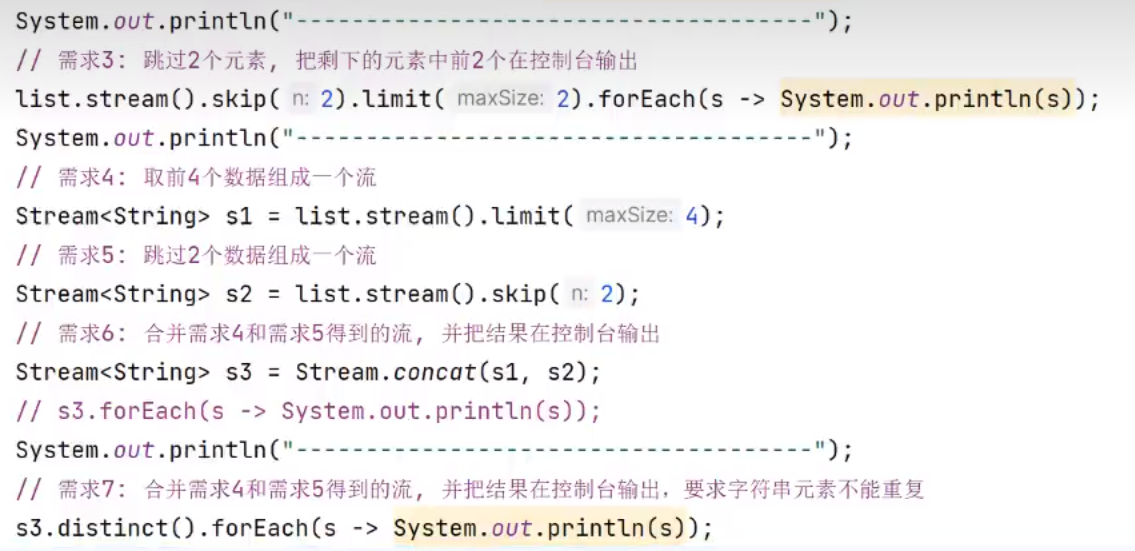 System.out.println("--------------------------------------");
// 需求3: 跳过2个元素, 把剩下的元素中前2个在控制台输出
list.stream().skip( n: 2).limit( maxSize: 2).forEach(s -> System.out.println(s));
System.out.println("--------------------------------------");
// 需求4: 取前4个数据组成一个流
Stream<String> s1 = list.stream().limit( maxSize: 4);
// 需求5: 跳过2个数据组成一个流
Stream<String> s2 = list.stream().skip( n: 2);
// 需求6: 合并需求4和需求5得到的流, 并把结果在控制台输出
Stream<String> s3 = Stream.concat(s1, s2);
// s3.forEach(s -> System.out.println(s));
System.out.println("--------------------------------------");
// 需求7: 合并需求4和需求5得到的流, 并把结果在控制台输出，要求字符串元素不能重复
s3.distinct().forEach(s -> System.out.println(s));